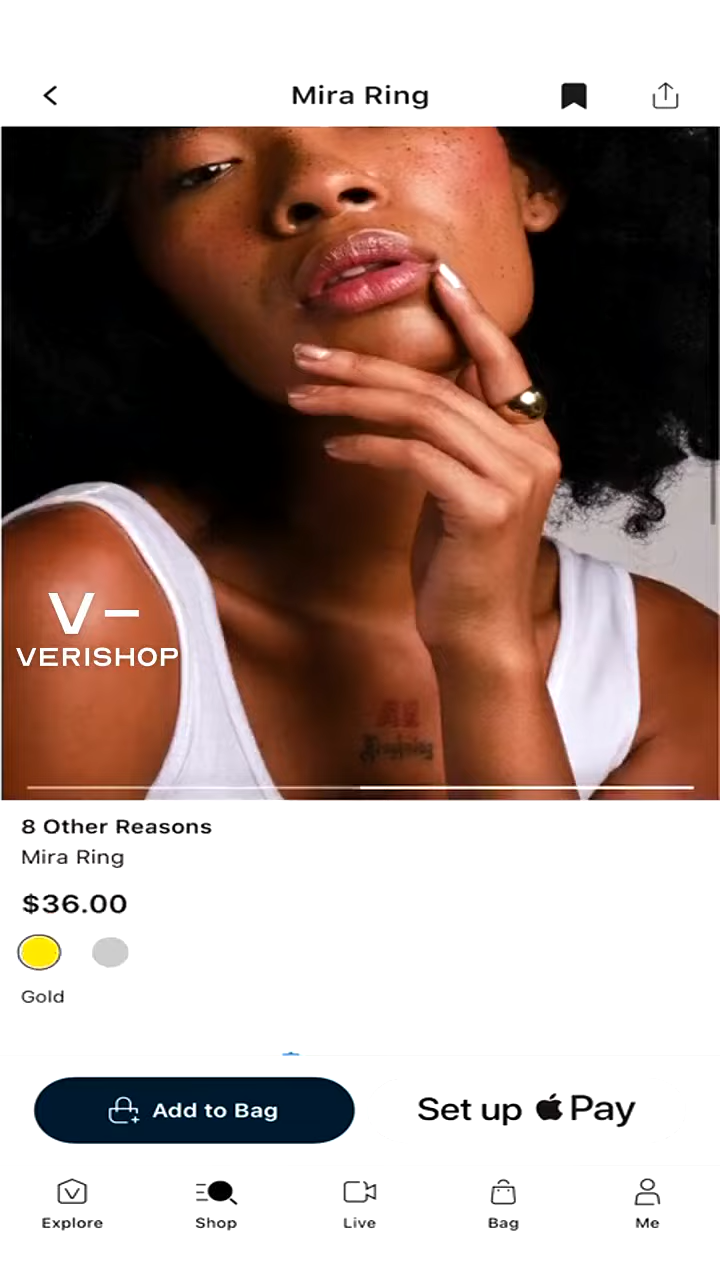 Mira Ring
V–
VERISHOP
8 Other Reasons
Mira Ring
$36.00
Gold
Add to Bag
Set up Pay
Explore
Shop
Live
Bag
Me